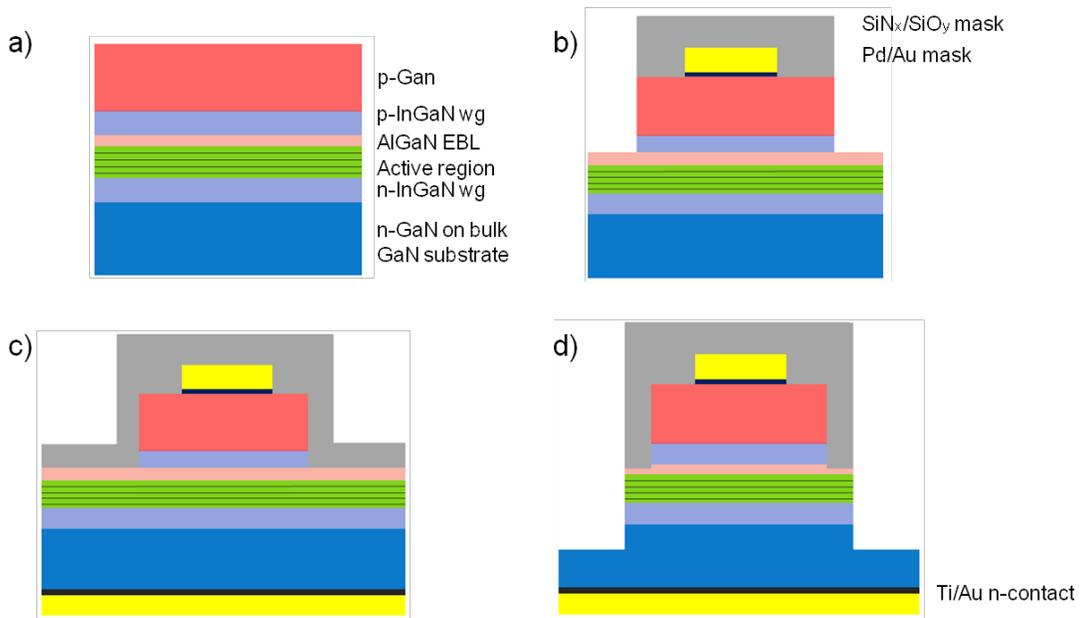 a)
p-Gan
p-InGaN wg
AlGaN EBL
Active region
n-InGaN wg
n-GaN on bulk
GaN substrate
b)
SiNx/SiOy mask
Pd/Au mask
c)
d)
Ti/Au n-contact